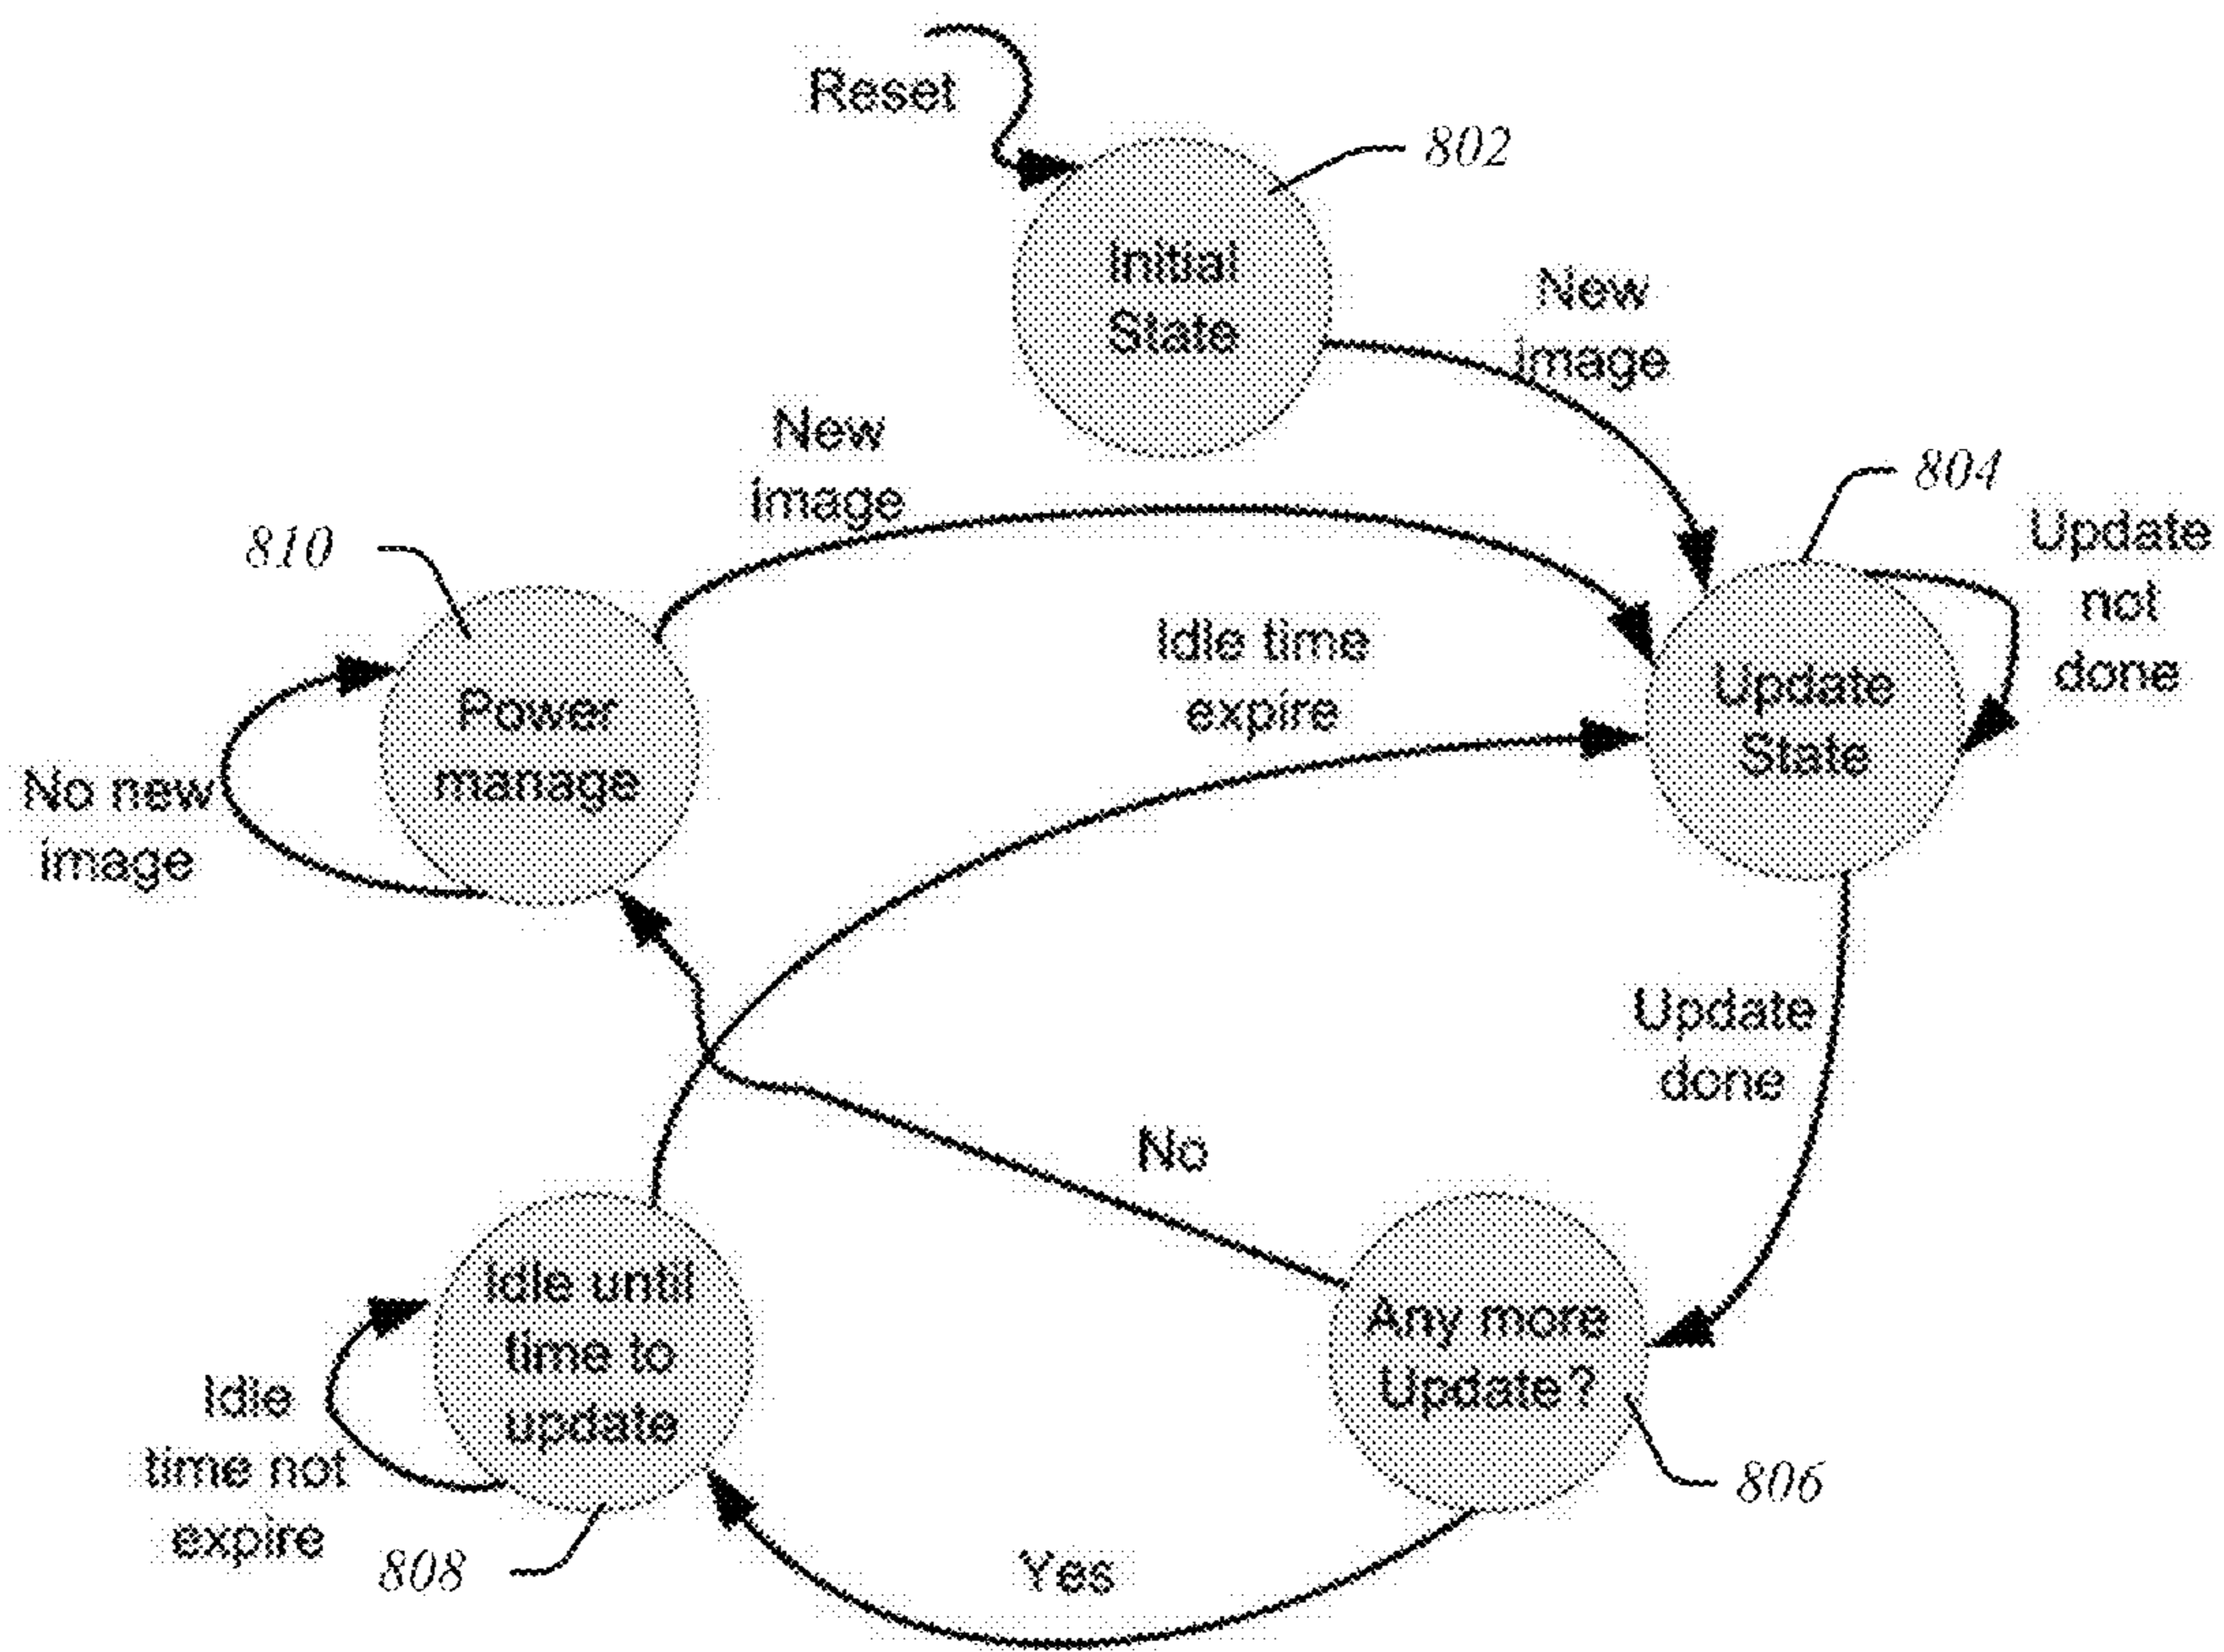 Reset
802
Initial
State
New
image
New
image
804
Update
not
done
810
Idle time
expire
Power
manage
Update
State
No new
image
Update
done
No
Idle until
time to
update
Any more
Update?
Idle
time not
expire
806
808
Yes